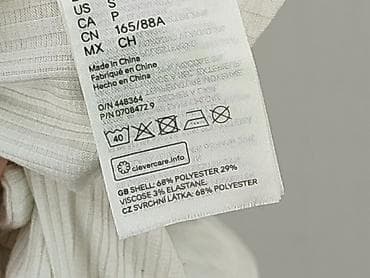 US S
CA P
CN 165/88A
MX CH
Made in China
Fabriqué en Chine
Hecho en China
O/N 448364
P/N D708472.9
40
clevercare.info
GB SHELL: 68% POLYESTER 29%
VISCOSE 3% ELASTANE.
CZ SVRCHNÍ LÁTKA: 68% POLYESTER